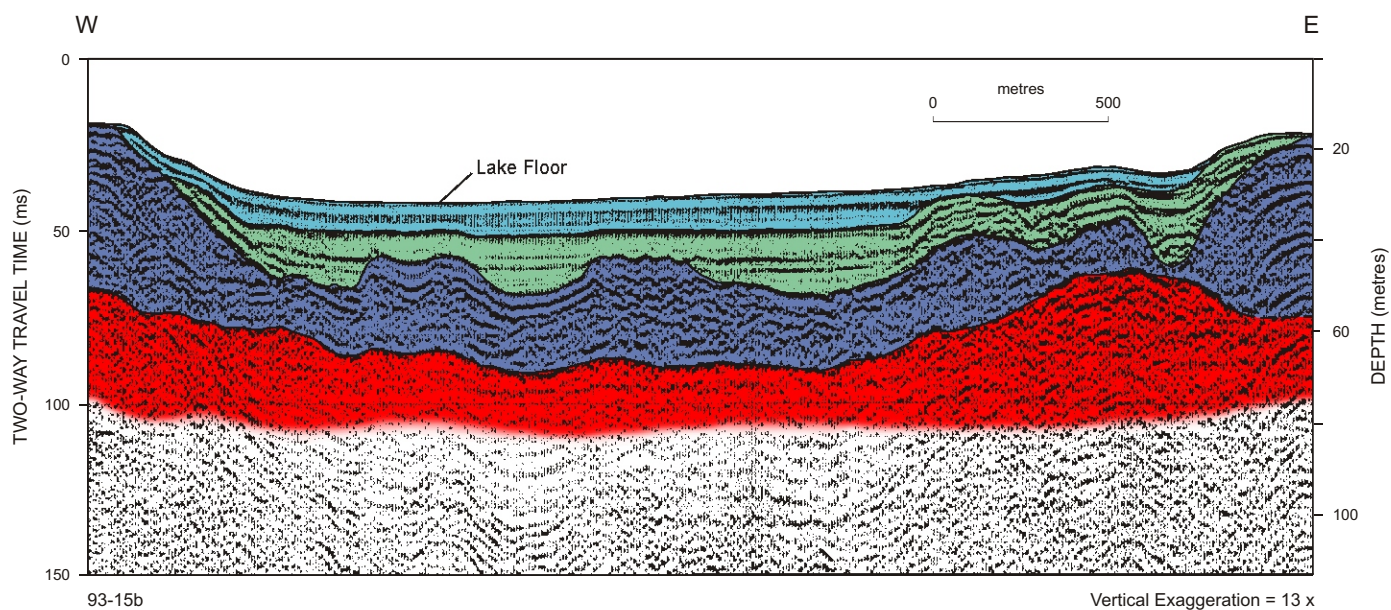 W
E
0
50
100
150
TWO-WAY TRAVEL TIME (ms)
metres
0 500
Lake Floor
20
60
100
DEPTH (metres)
93-15b
Vertical Exaggeration = 13 x